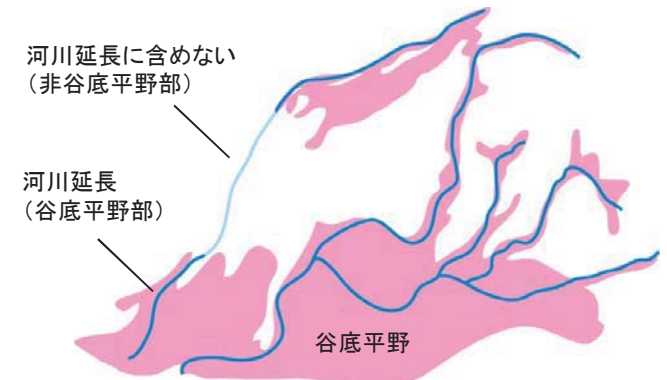 河川延長に含めない
（非谷底平野部）
河川延長
（谷底平野部）
谷底平野